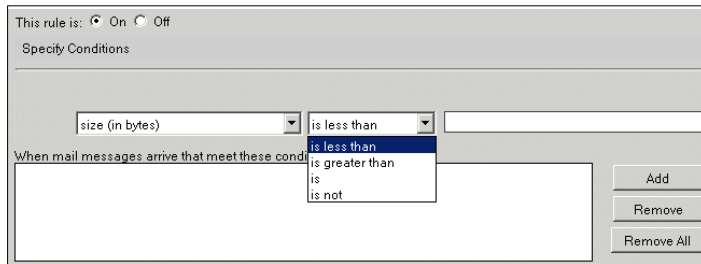 This rule is: On Off
Specify Conditions
size (in bytes) is less than
is less than
When mail messages arrive that meet these condi
is greater than
is
is not
Add
Remove
Remove All